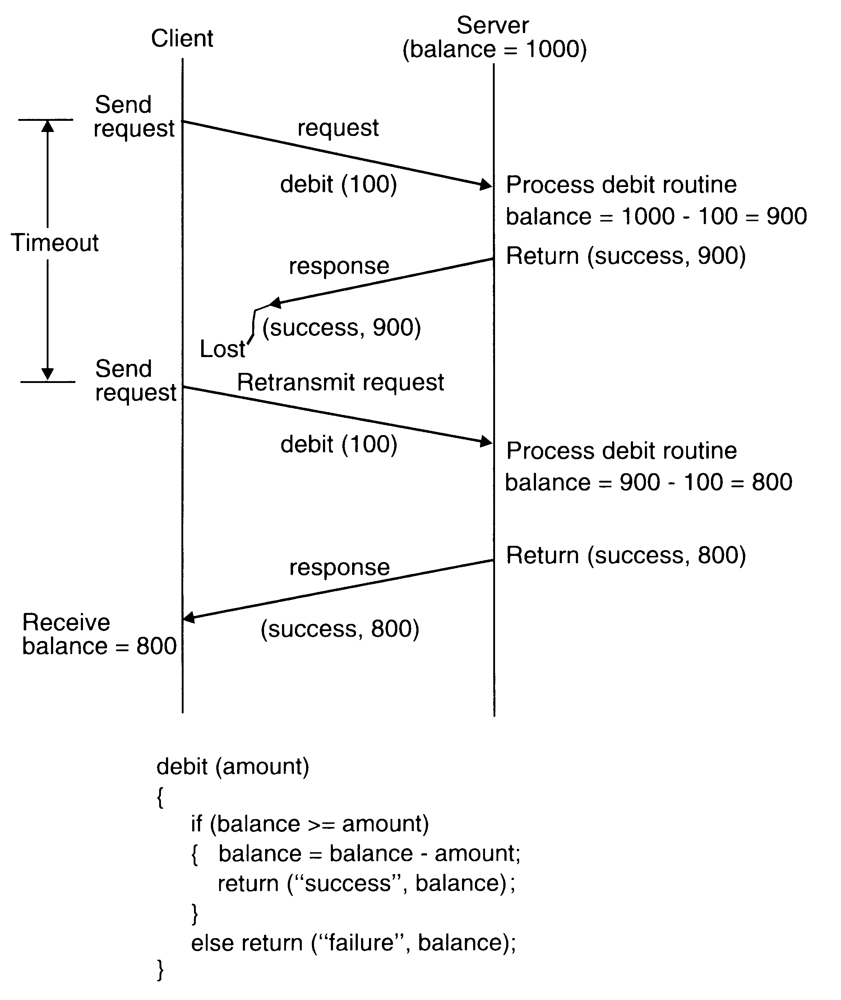 Client
Server
(balance = 1000)
Send
request
request
debit (100)
Process debit routine
balance = 1000 - 100 = 900
Timeout
Return (success, 900)
response
(success, 900)
Lost
Send
request
Retransmit request
debit (100)
Process debit routine
balance = 900 - 100 = 800
Return (success, 800)
response
(success, 800)
Receive
balance = 800
debit (amount)
{
if (balance >= amount)
{ balance = balance - amount;
return (“success”, balance);
}
else return (“failure”, balance);
}